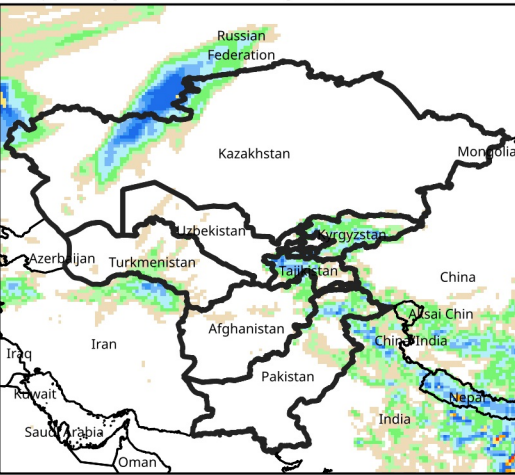 Russian
Federation
Kazakhstan
Mongolia
Uzbekistan
Kyrgyzstan
Azerbaijan
Turkmenistan
Tajikistan
China
Aksai Chin
Afghanistan
China/India
Iran
Iraq
Pakistan
Kuwait
Nepal
India
Saudi Arabia
Oman